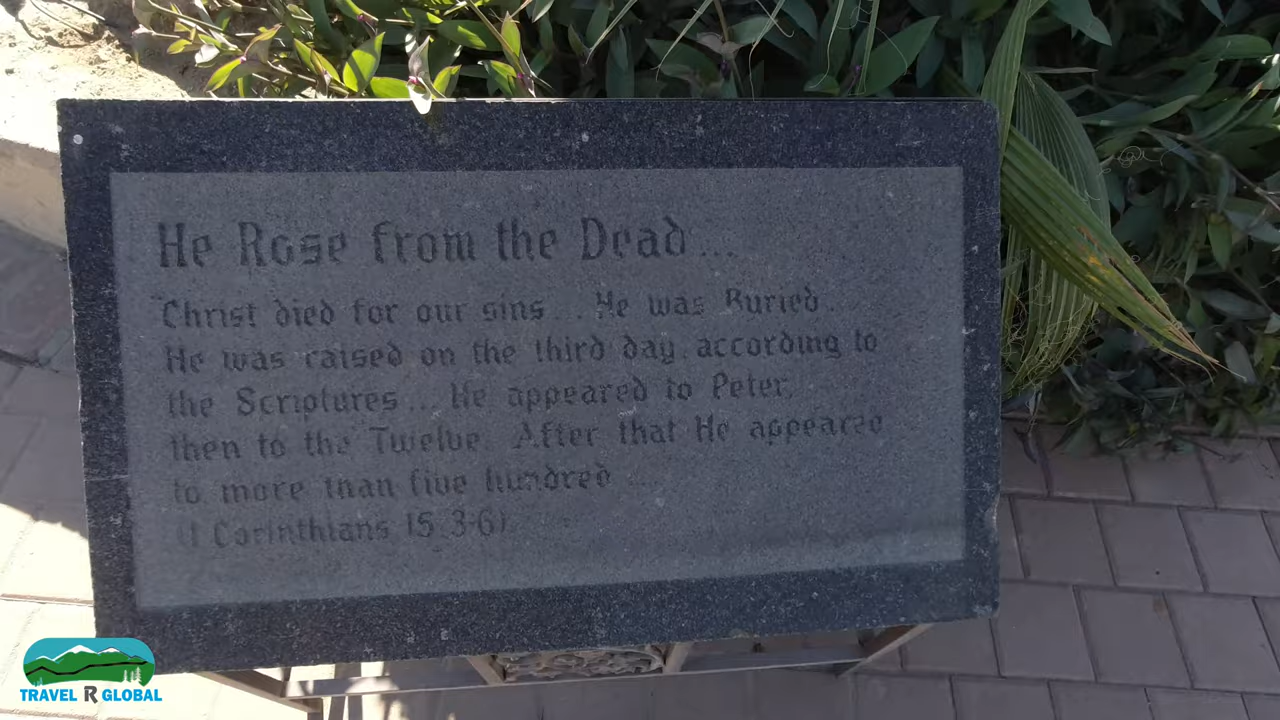 He Rose from the Dead...
Christ died for our sins... He was Buried.
He was raised on the third day, according to
the Scriptures... He appeared to Peter,
then to the Twelve. After that He appeared
to more than five hundred ...
(1 Corinthians 15:3-6)
TRAVEL R GLOBAL